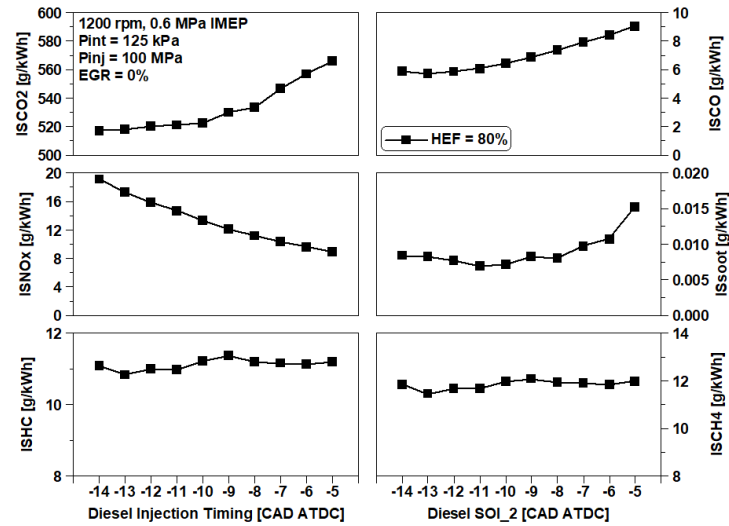 1200 rpm, 0.6 MPa IMEP
Pint = 125 kPa
Pinj = 100 MPa
EGR = 0%
ISCO2 [g/kWh]
600
580
560
540
520
500
HEF = 80%
10
8
6
4
2
0
ISCO [g/kWh]
ISNOx [g/kWh]
20
16
12
8
4
0
0.020
0.015
0.010
0.005
0.000
ISsoot [g/kWh]
ISHC [g/kWh]
12
10
8
14
12
10
8
ISCH4 [g/kWh]
-14 -13 -12 -11 -10 -9 -8 -7 -6 -5
Diesel Injection Timing [CAD ATDC]
-14 -13 -12 -11 -10 -9 -8 -7 -6 -5
Diesel SOI_2 [CAD ATDC]